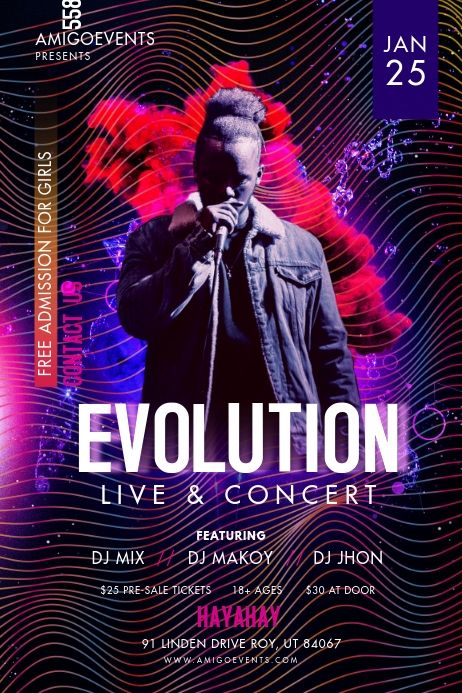 558
AMIGOEVENTS
PRESENTS
JAN
25
FREE ADMISSION FOR GIRLS
CONTACT US
EVOLUTION
LIVE & CONCERT
FEATURING
DJ MIX // DJ MAKOY // DJ JHON
$25 PRE-SALE TICKETS 18+ AGES $30 AT DOOR
HAYAHAY
91 LINDEN DRIVE ROY, UT 84067
WWW.AMIGOEVENTS.COM